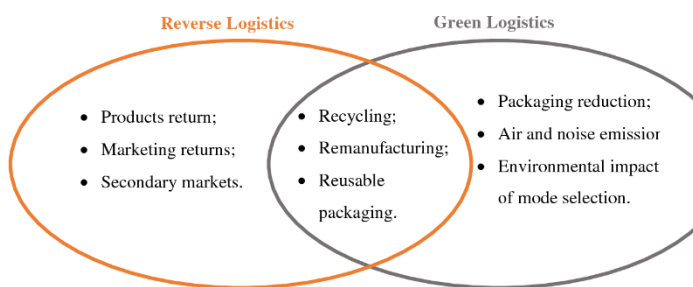 Reverse Logistics
Green Logistics
• Products return;
• Marketing returns;
• Secondary markets.
• Recycling;
• Remanufacturing;
• Reusable
packaging.
• Packaging reduction;
• Air and noise emission
• Environmental impact
of mode selection.